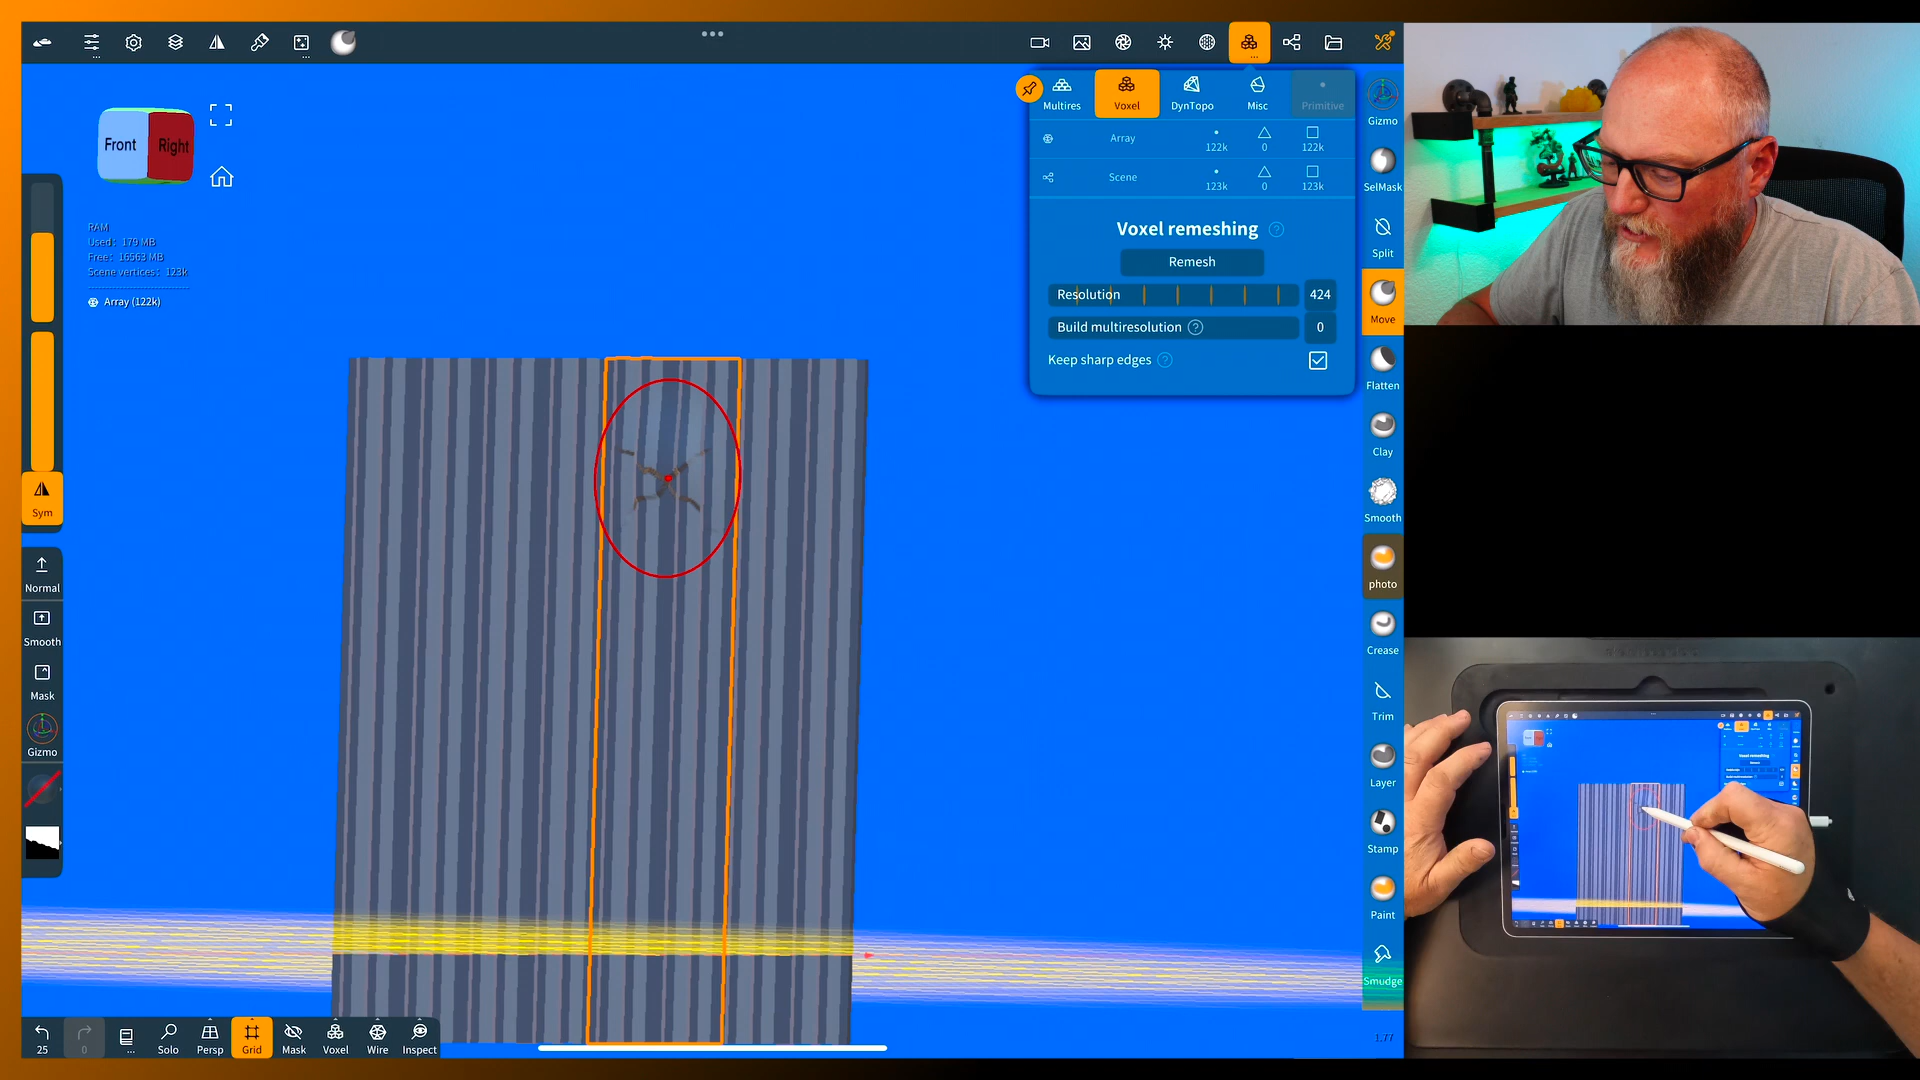 Front
Right
RAM
Used: 179 MB
Free: 16563 MB
Scene vertices: 123k
Array (122k)
Sym
Normal
Smooth
Mask
Gizmo
25
0
Solo
Persp
Grid
Mask
Voxel
Wire
Inspect
Multires
Voxel
DynTopo
Misc
Primitive
Array
122k
0
122k
Scene
123k
0
123k
Voxel remeshing
Remesh
Resolution
424
Build multiresolution
0
Keep sharp edges
Gizmo
SelMask
Split
Move
Flatten
Clay
Smooth
photo
Crease
Trim
Layer
Stamp
Paint
Smudge
1.77